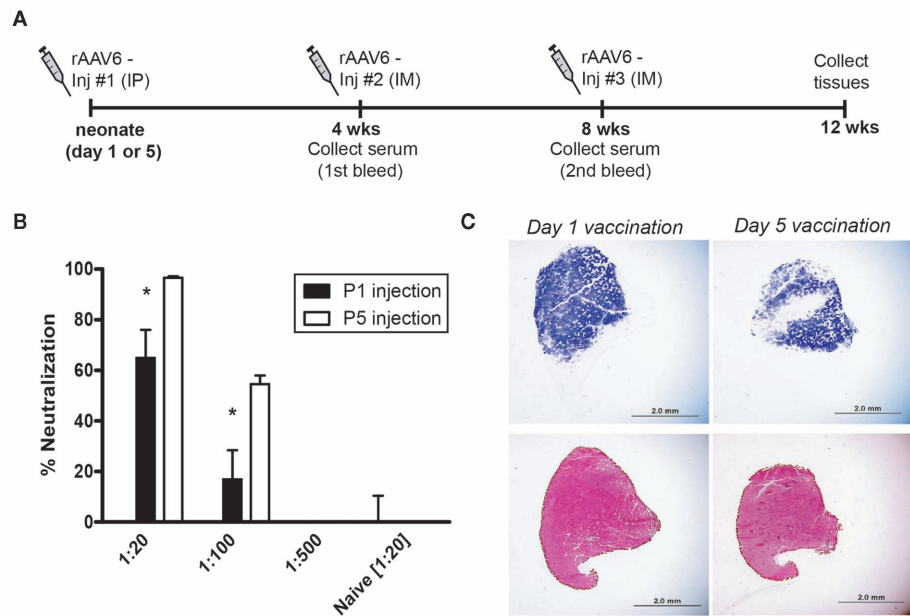 A
rAAV6 -
Inj #1 (IP)
rAAV6 -
Inj #2 (IM)
rAAV6 -
Inj #3 (IM)
Collect
tissues
neonate
(day 1 or 5)
4 wks
Collect serum
(1st bleed)
8 wks
Collect serum
(2nd bleed)
12 wks
B
% Neutralization
100
80
60
40
20
0
*
*
P1 injection
P5 injection
1:20
1:100
1:500
Naive [1:20]
C
Day 1 vaccination
Day 5 vaccination
2.0 mm
2.0 mm
2.0 mm
2.0 mm